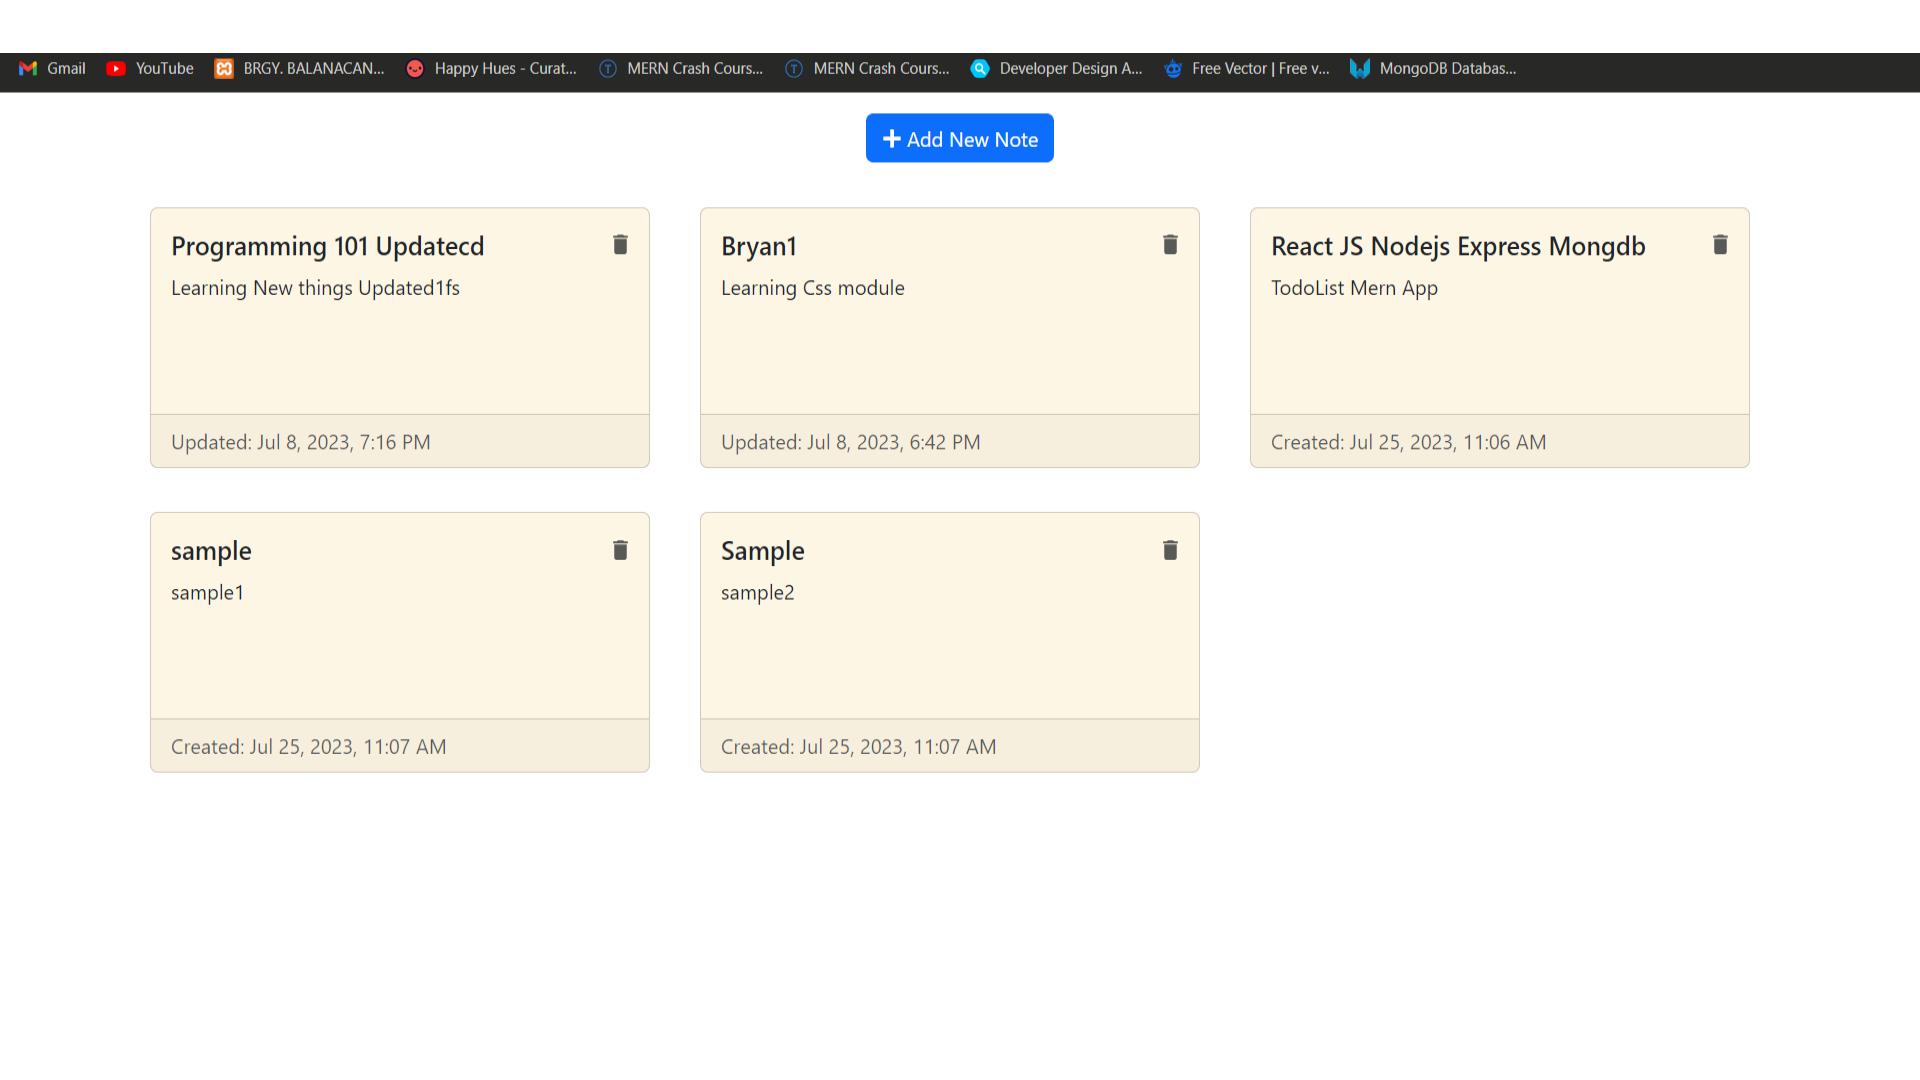 Gmail YouTube BRGY. BALANACAN... Happy Hues - Curat... MERN Crash Cours... MERN Crash Cours... Developer Design A... Free Vector | Free v... MongoDB Databas...
Add New Note
Programming 101 Updatecd
Learning New things Updated1fs
Updated: Jul 8, 2023, 7:16 PM
Bryan1
Learning Css module
Updated: Jul 8, 2023, 6:42 PM
React JS Nodejs Express Mongdb
TodoList Mern App
Created: Jul 25, 2023, 11:06 AM
sample
sample1
Created: Jul 25, 2023, 11:07 AM
Sample
sample2
Created: Jul 25, 2023, 11:07 AM